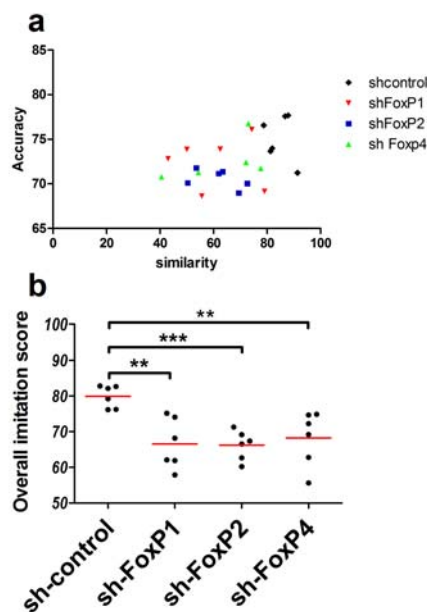 a
85
80
75
70
65
Accuracy
0 20 40 60 80 100
similarity
shcontrol
shFoxP1
shFoxP2
sh Foxp4
b
**
***
**
100
90
80
70
60
50
Overall imitation score
sh-control
sh-FoxP1
sh-FoxP2
sh-FoxP4